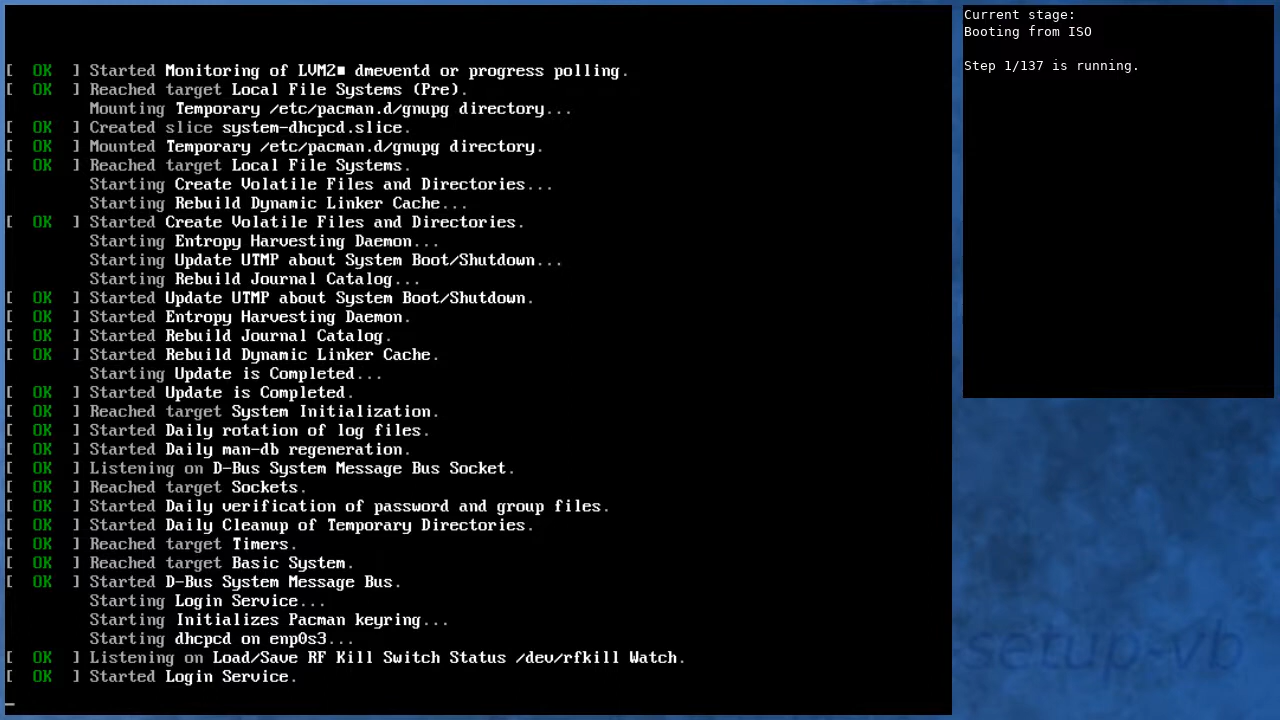 [  OK  ] Started Monitoring of LVM2■ dmeventd or progress polling.
[  OK  ] Reached target Local File Systems (Pre).
         Mounting Temporary /etc/pacman.d/gnupg directory...
[  OK  ] Created slice system-dhcpcd.slice.
[  OK  ] Mounted Temporary /etc/pacman.d/gnupg directory.
[  OK  ] Reached target Local File Systems.
         Starting Create Volatile Files and Directories...
         Starting Rebuild Dynamic Linker Cache...
[  OK  ] Started Create Volatile Files and Directories.
         Starting Entropy Harvesting Daemon...
         Starting Update UTMP about System Boot/Shutdown...
         Starting Rebuild Journal Catalog...
[  OK  ] Started Update UTMP about System Boot/Shutdown.
[  OK  ] Started Entropy Harvesting Daemon.
[  OK  ] Started Rebuild Journal Catalog.
[  OK  ] Started Rebuild Dynamic Linker Cache.
         Starting Update is Completed...
[  OK  ] Started Update is Completed.
[  OK  ] Reached target System Initialization.
[  OK  ] Started Daily rotation of log files.
[  OK  ] Started Daily man-db regeneration.
[  OK  ] Listening on D-Bus System Message Bus Socket.
[  OK  ] Reached target Sockets.
[  OK  ] Started Daily verification of password and group files.
[  OK  ] Started Daily Cleanup of Temporary Directories.
[  OK  ] Reached target Timers.
[  OK  ] Reached target Basic System.
[  OK  ] Started D-Bus System Message Bus.
         Starting Login Service...
         Starting Initializes Pacman keyring...
         Starting dhcpcd on enp0s3...
[  OK  ] Listening on Load/Save RF Kill Switch Status /dev/rfkill Watch.
[  OK  ] Started Login Service.
_
Current stage:
Booting from ISO
Step 1/137 is running.
setup-vb